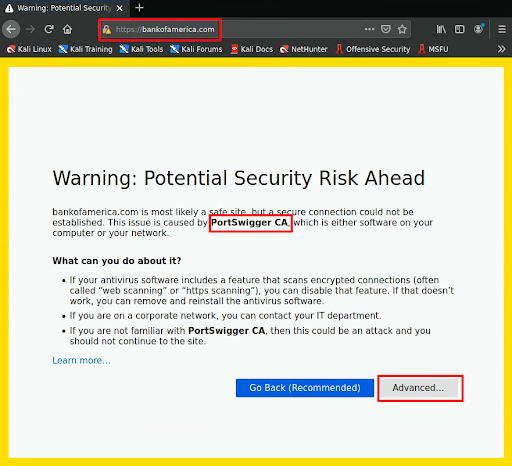 Warning: Potential Security
https://bankofamerica.com
Kali Linux Kali Training Kali Tools Kali Forums Kali Docs NetHunter Offensive Security MSFU
Warning: Potential Security Risk Ahead
bankofamerica.com is most likely a safe site, but a secure connection could not be
established. This issue is caused by PortSwigger CA, which is either software on your
computer or your network.
What can you do about it?
• If your antivirus software includes a feature that scans encrypted connections (often
called “web scanning” or “https scanning”), you can disable that feature. If that doesn’t
work, you can remove and reinstall the antivirus software.
• If you are on a corporate network, you can contact your IT department.
• If you are not familiar with PortSwigger CA, then this could be an attack and you
should not continue to the site.
Learn more…
Go Back (Recommended) Advanced…